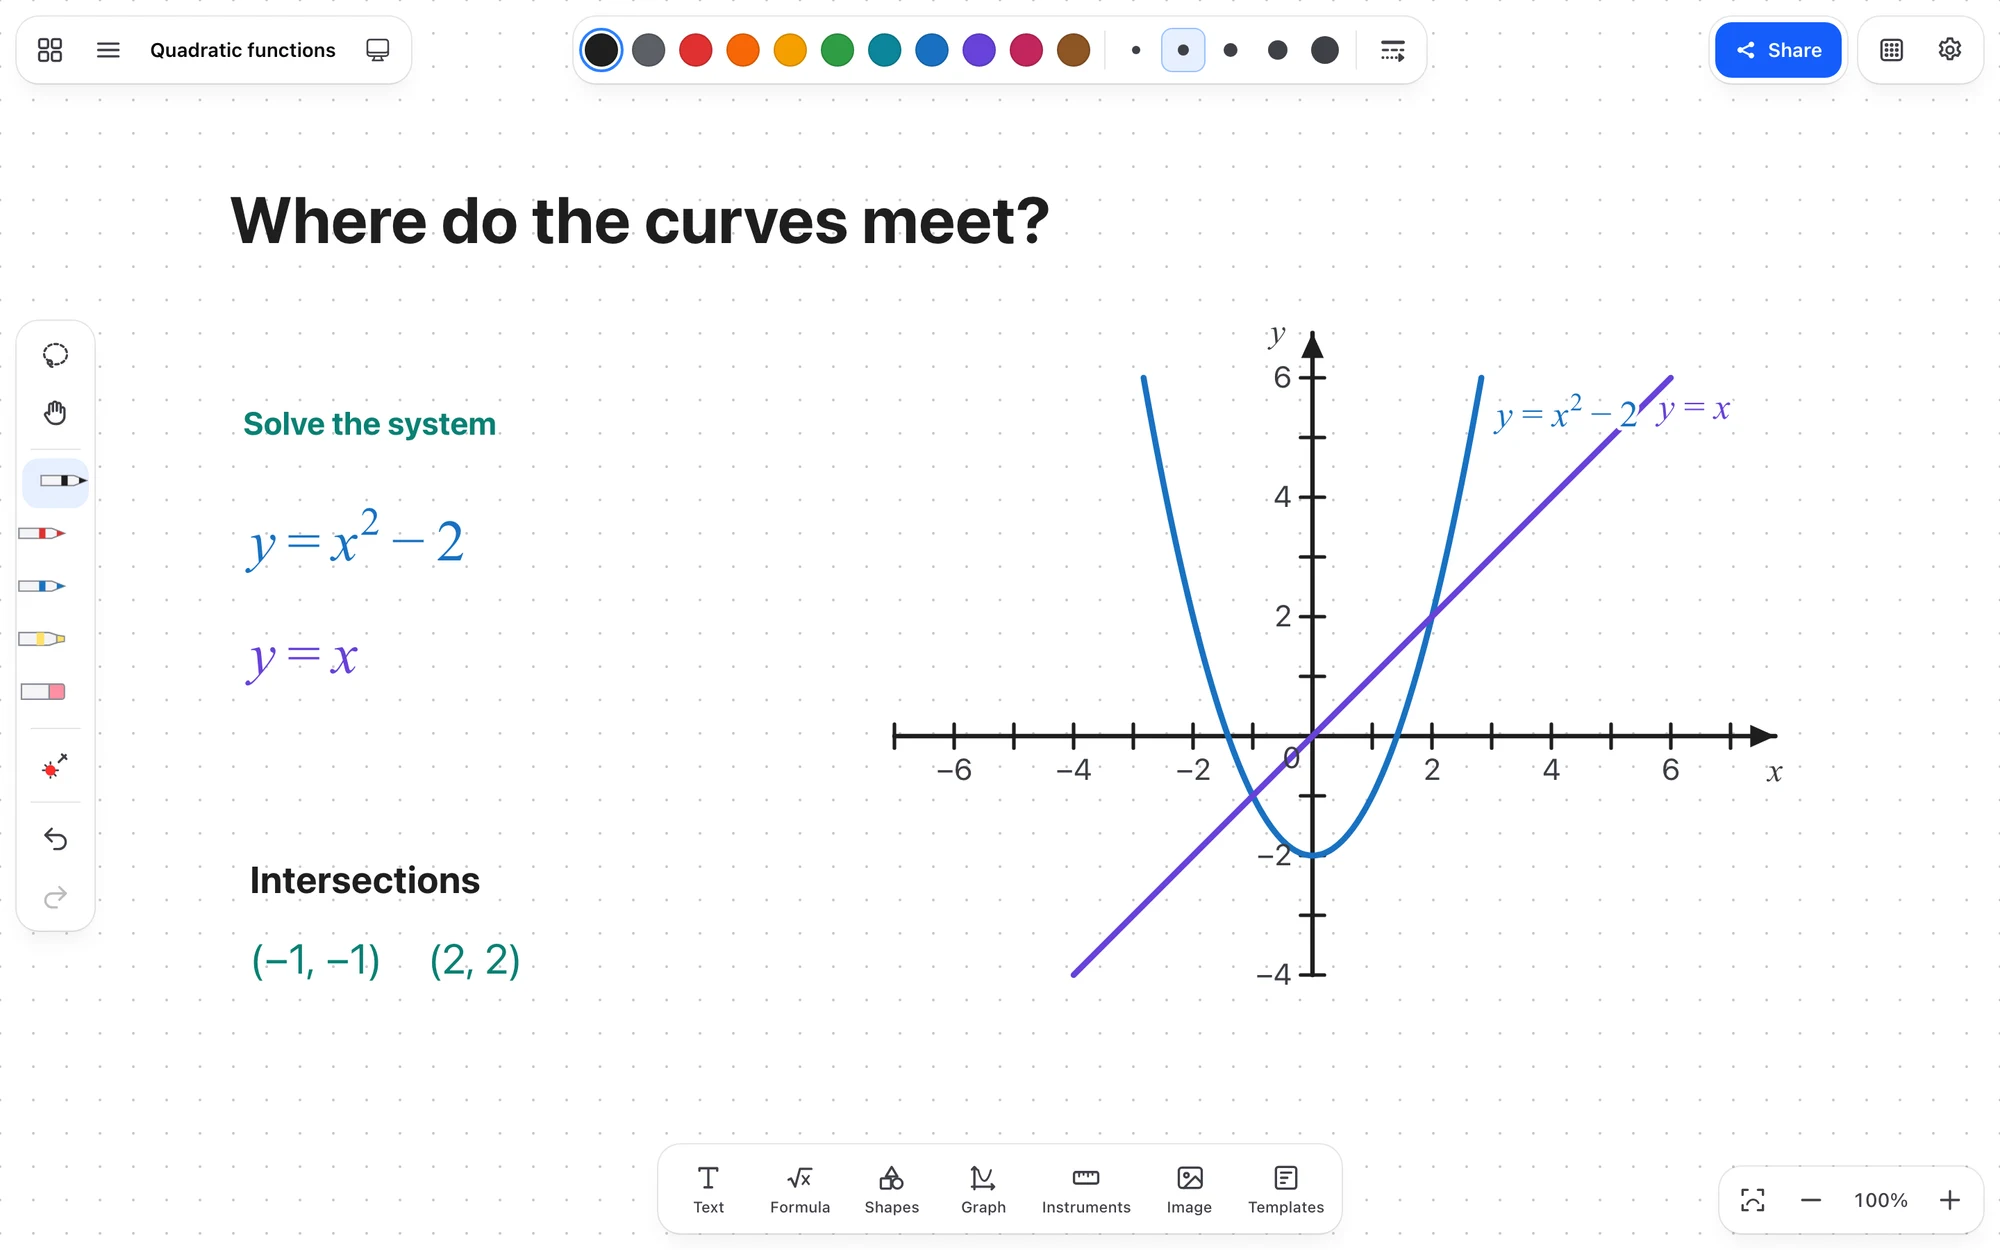 Quadratic functions
Share
Where do the curves meet?
Solve the system
y = x² − 2
y = x
Intersections
(−1, −1) (2, 2)
y
6
y = x² − 2 y = x
4
2
−6 −4 −2 0 2 4 6 x
−2
−4
Text Formula Shapes Graph Instruments Image Templates
100%